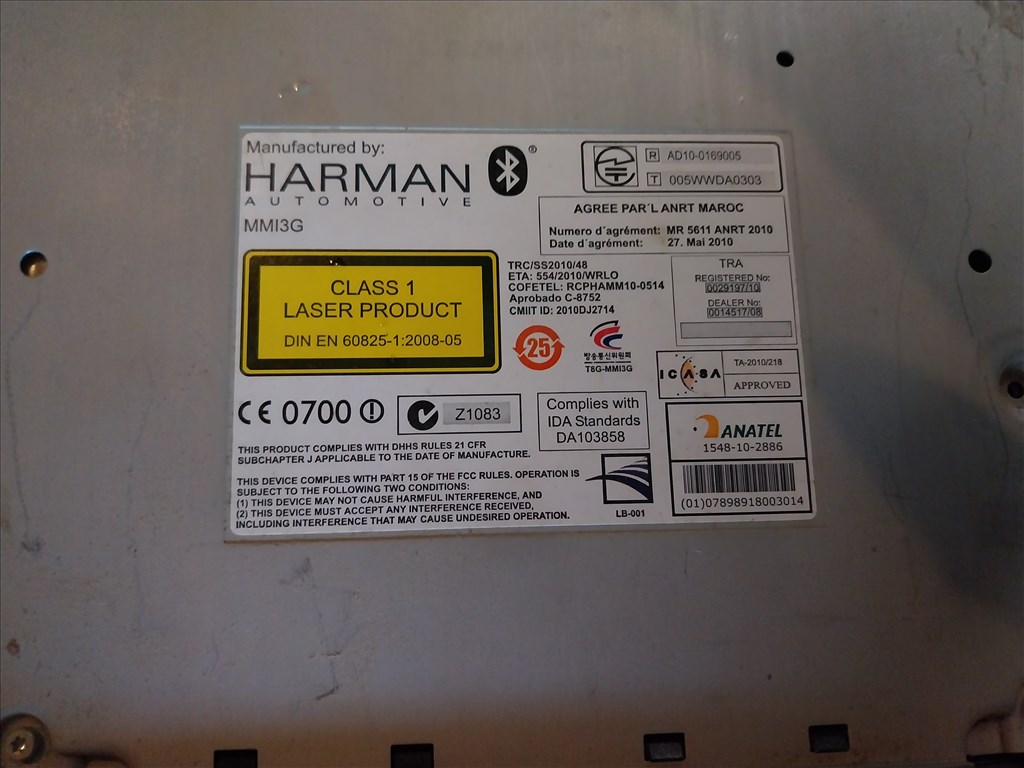 Manufactured by:
HARMAN
AUTOMOTIVE
MMI3G
®
R AD10-0169005
T 005WWDA0303
AGREE PAR´L ANRT MAROC
Numero d´agrément: MR 5611 ANRT 2010
Date d´agrément: 27. Mai 2010
CLASS 1
LASER PRODUCT
DIN EN 60825-1:2008-05
TRC/SS2010/48
ETA: 554/2010/WRLO
COFETEL: RCPHAMM10-0514
Aprobado C-8752
CMIIT ID: 2010DJ2714
TRA
REGISTERED No:
0029197/10
DEALER No:
0014517/08
25
방송통신위원회
T8G-MMI3G
ICASA
TA-2010/218
APPROVED
CE 0700
Z1083
Complies with
IDA Standards
DA103858
ANATEL
1548-10-2886
(01)07898918003014
THIS PRODUCT COMPLIES WITH DHHS RULES 21 CFR
SUBCHAPTER J APPLICABLE TO THE DATE OF MANUFACTURE.
THIS DEVICE COMPLIES WITH PART 15 OF THE FCC RULES. OPERATION IS
SUBJECT TO THE FOLLOWING TWO CONDITIONS:
(1) THIS DEVICE MAY NOT CAUSE HARMFUL INTERFERENCE, AND
(2) THIS DEVICE MUST ACCEPT ANY INTERFERENCE RECEIVED,
INCLUDING INTERFERENCE THAT MAY CAUSE UNDESIRED OPERATION.
LB-001